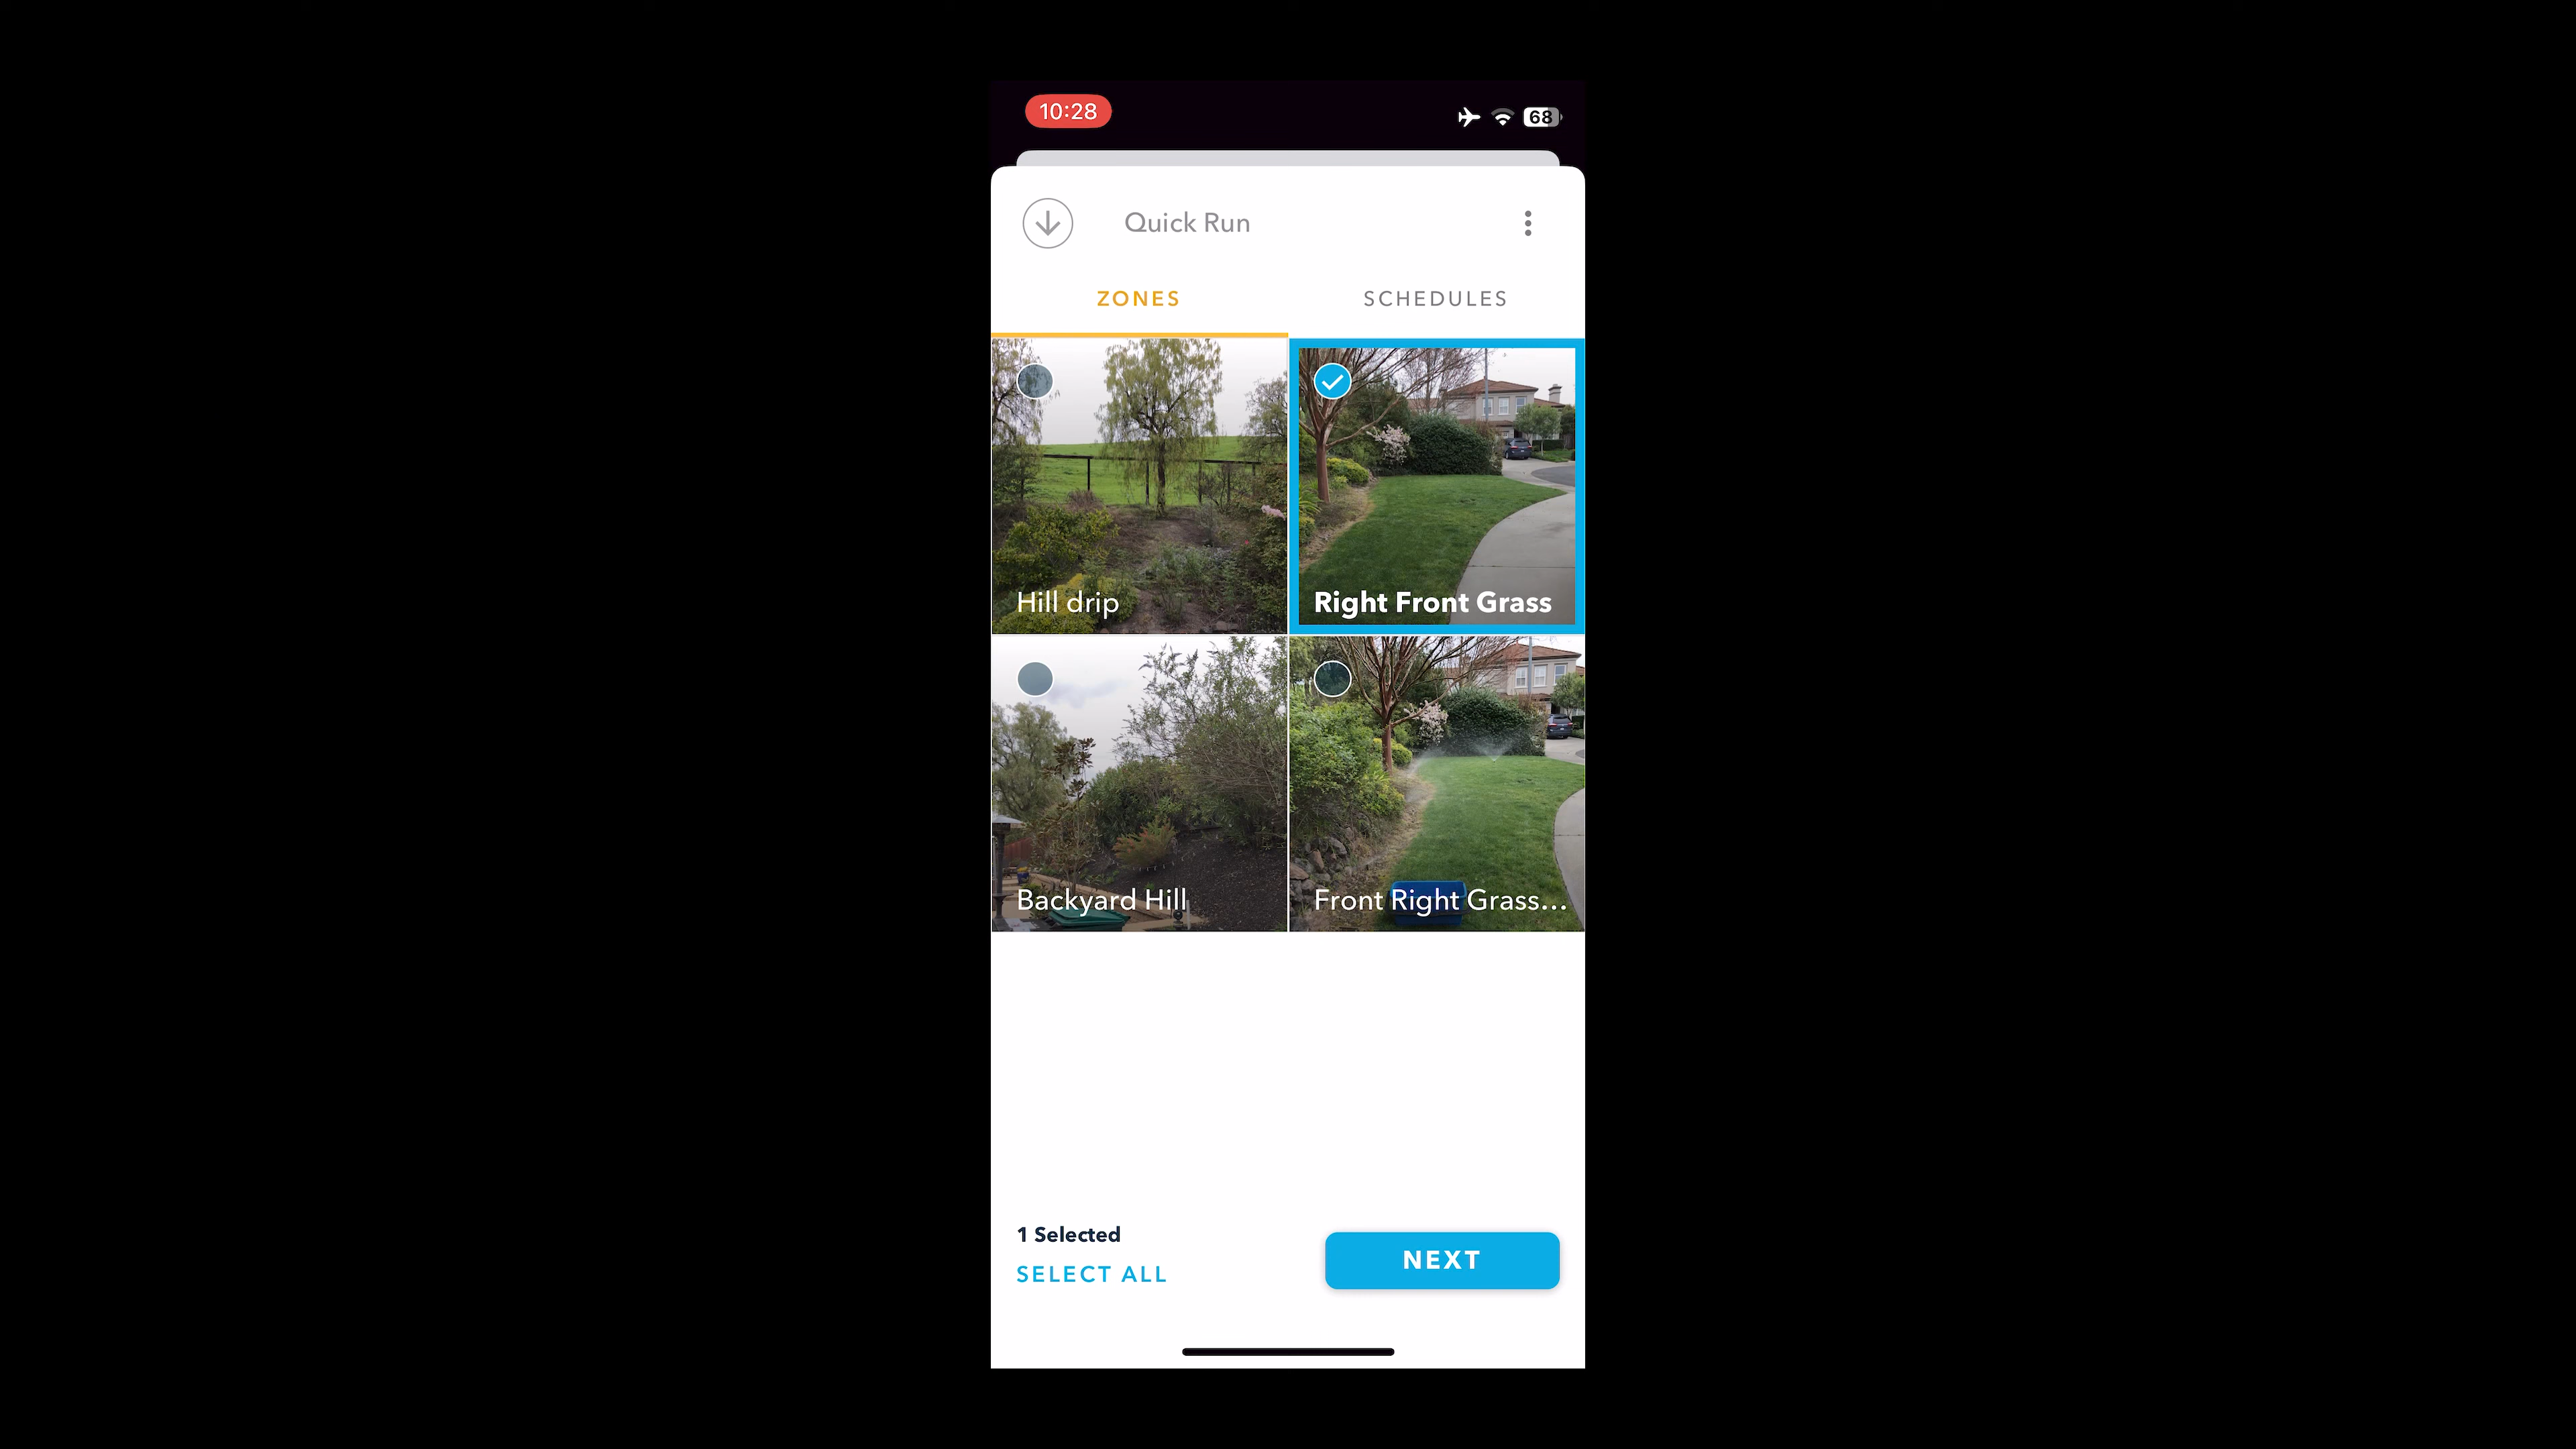 10:28
68
Quick Run
ZONES
SCHEDULES
Hill drip
Right Front Grass
Backyard Hill
Front Right Grass...
1 Selected
SELECT ALL
NEXT